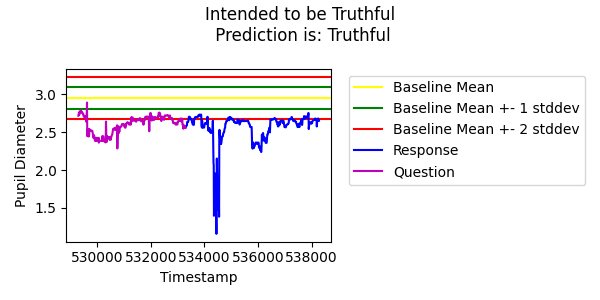 Intended to be Truthful
Prediction is: Truthful
Pupil Diameter
3.0
2.5
2.0
1.5
530000 532000 534000 536000 538000
Timestamp
Baseline Mean
Baseline Mean +- 1 stddev
Baseline Mean +- 2 stddev
Response
Question